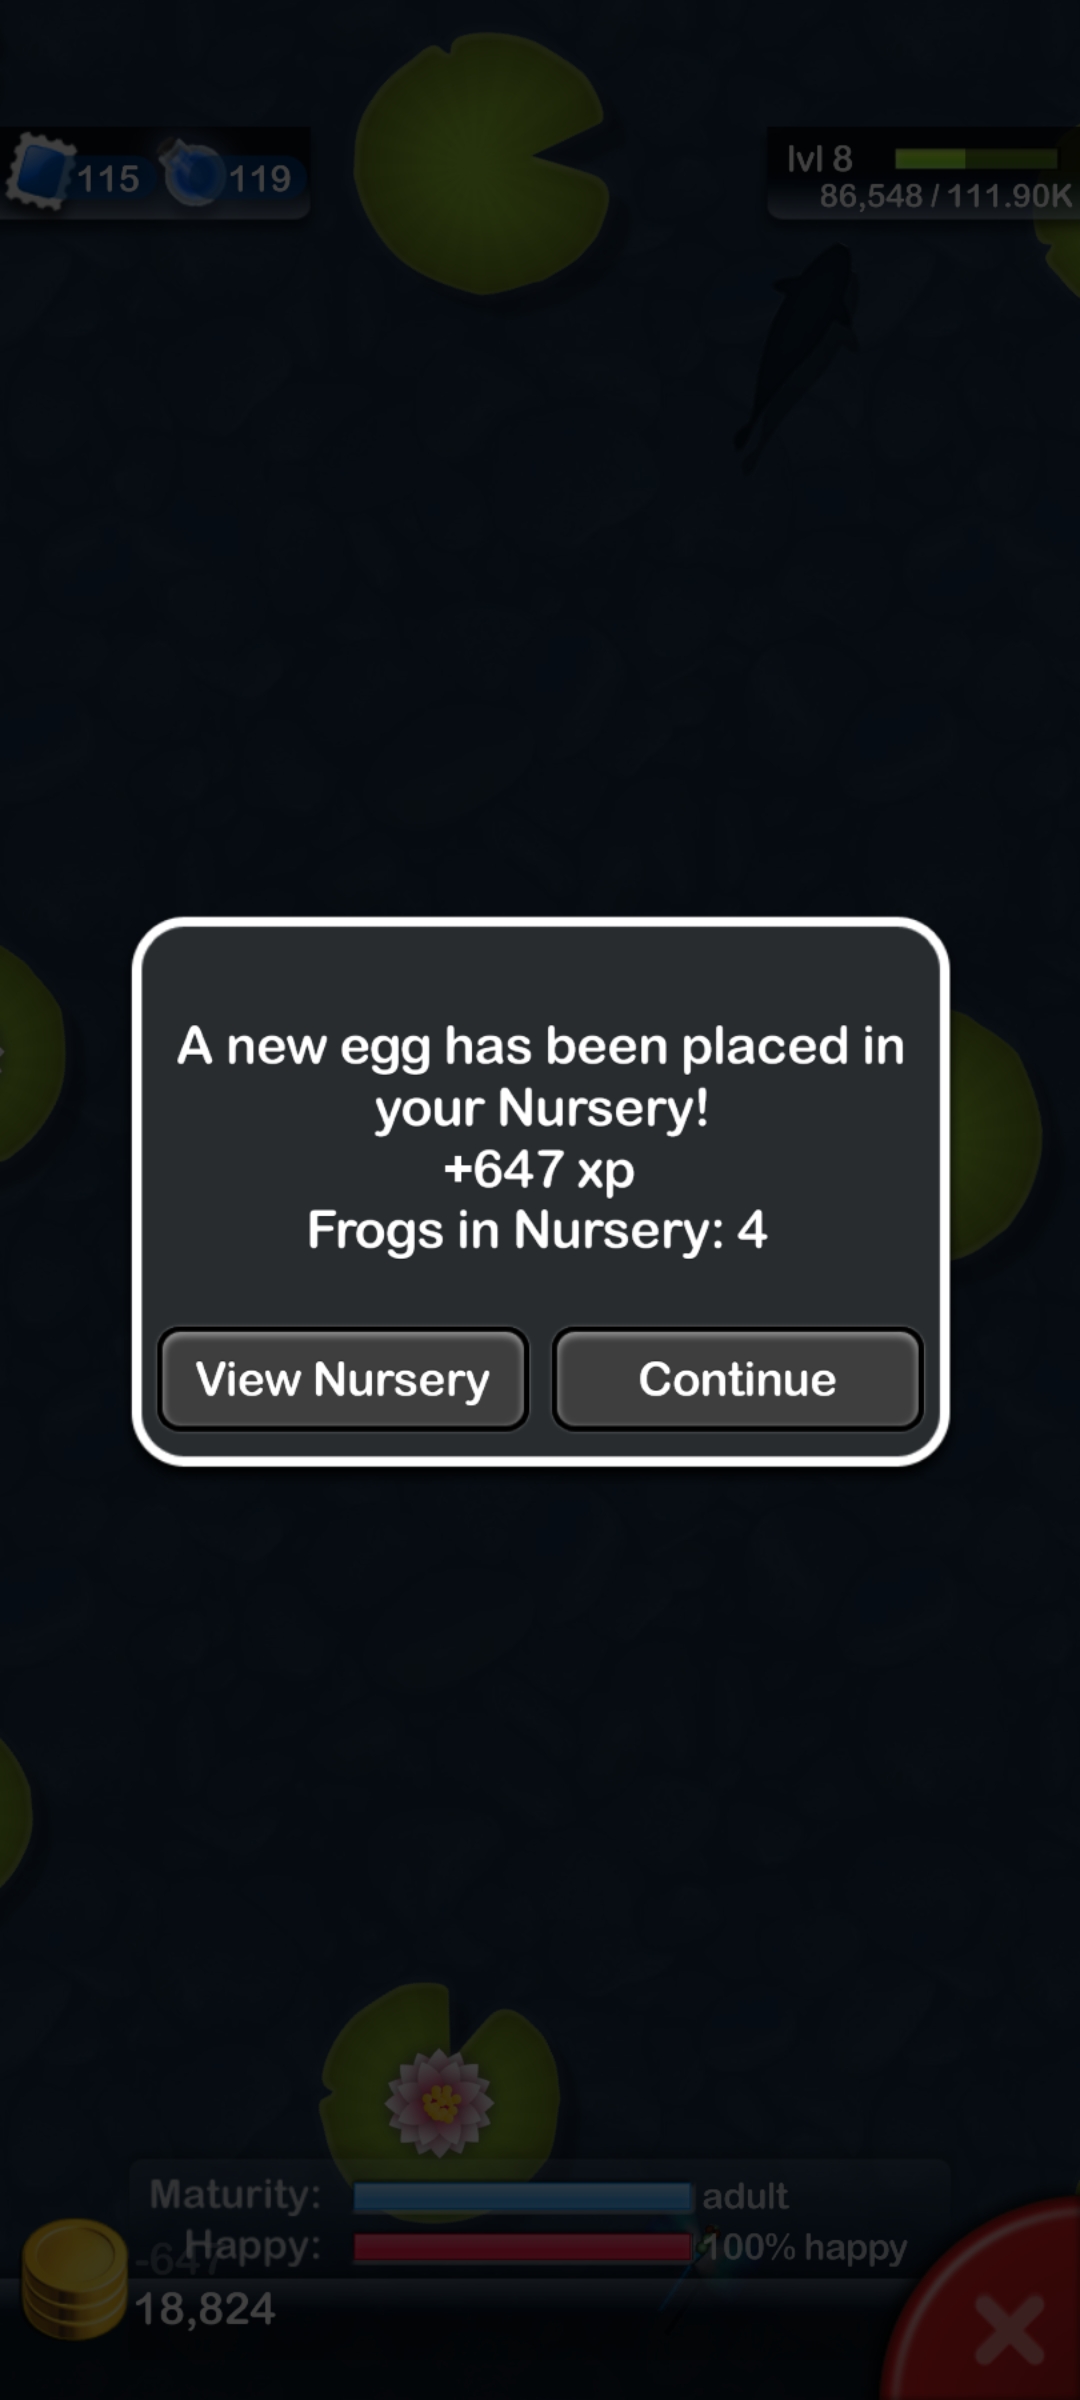 115 119
lvl 8
86,548 / 111.90K
A new egg has been placed in
your Nursery!
+647 xp
Frogs in Nursery: 4
View Nursery Continue
Maturity: adult
Happy: 100% happy
-647
18,824